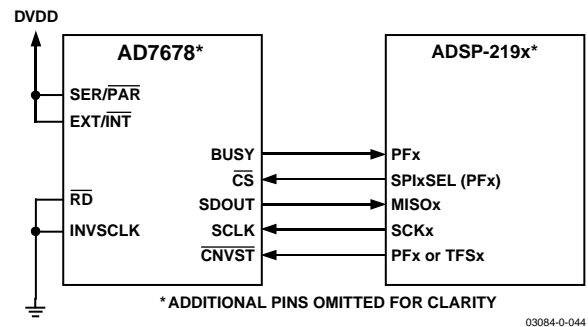 DVDD
AD7678*
ADSP-219x*
SER/PAR
EXT/INT
BUSY
PFx
CS
SPIxSEL (PFx)
RD
SDOUT
MISOx
INVSCLK
SCLK
SCKx
CNVST
PFx or TFSx
*ADDITIONAL PINS OMITTED FOR CLARITY
03084-0-044